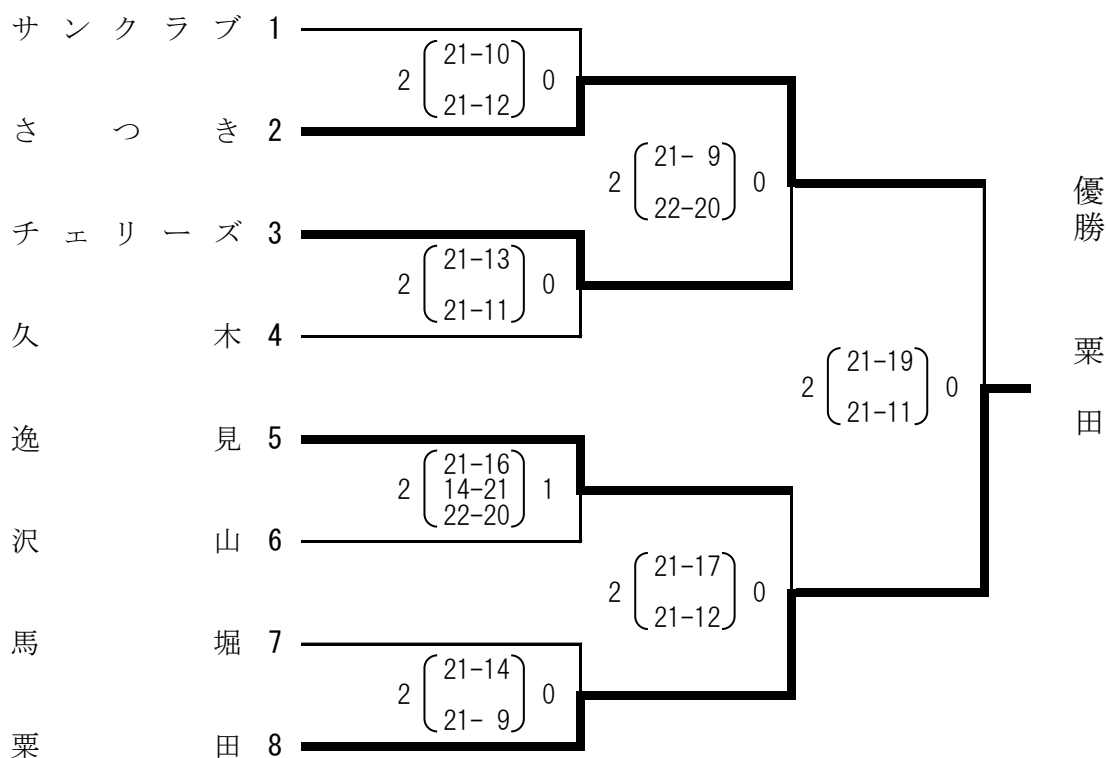 サンクラブ 1
2 21-10 0
21-12
さつき 2
2 21- 9 0
22-20
チェリーズ 3
2 21-13 0
21-11
久木 4
2 21-19 0
21-11
逸見 5
2 21-16 1
14-21
22-20
沢山 6
2 21-17 0
21-12
馬堀 7
2 21-14 0
21- 9
粟田 8
優勝 粟田